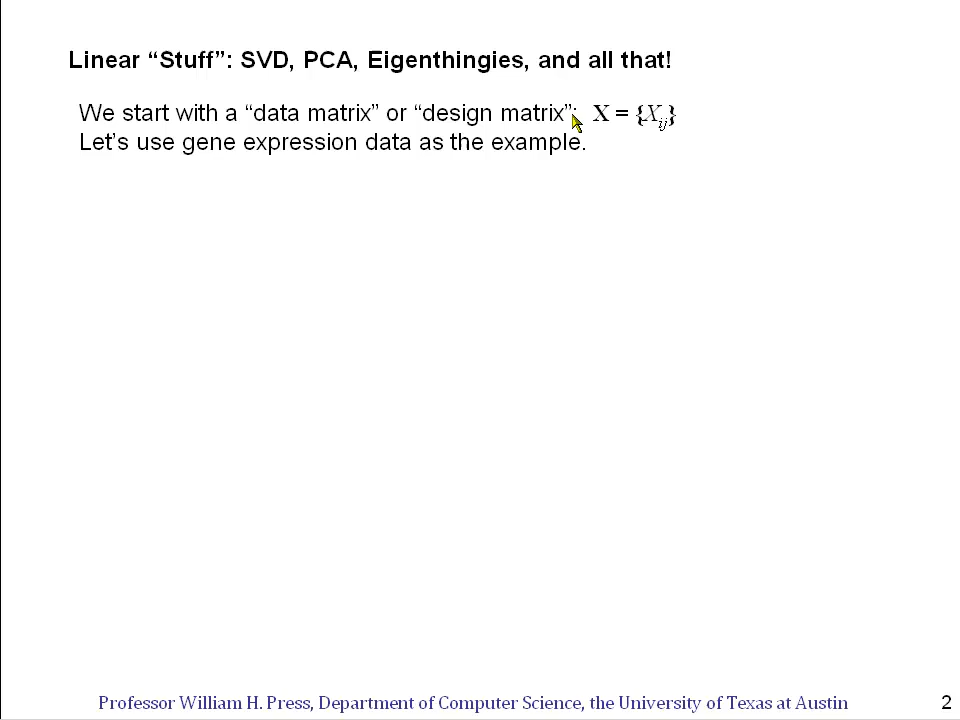 Linear “Stuff”: SVD, PCA, Eigenthingies, and all that!
We start with a “data matrix” or “design matrix”: X = {X_ij}
Let’s use gene expression data as the example.
Professor William H. Press, Department of Computer Science, the University of Texas at Austin 2